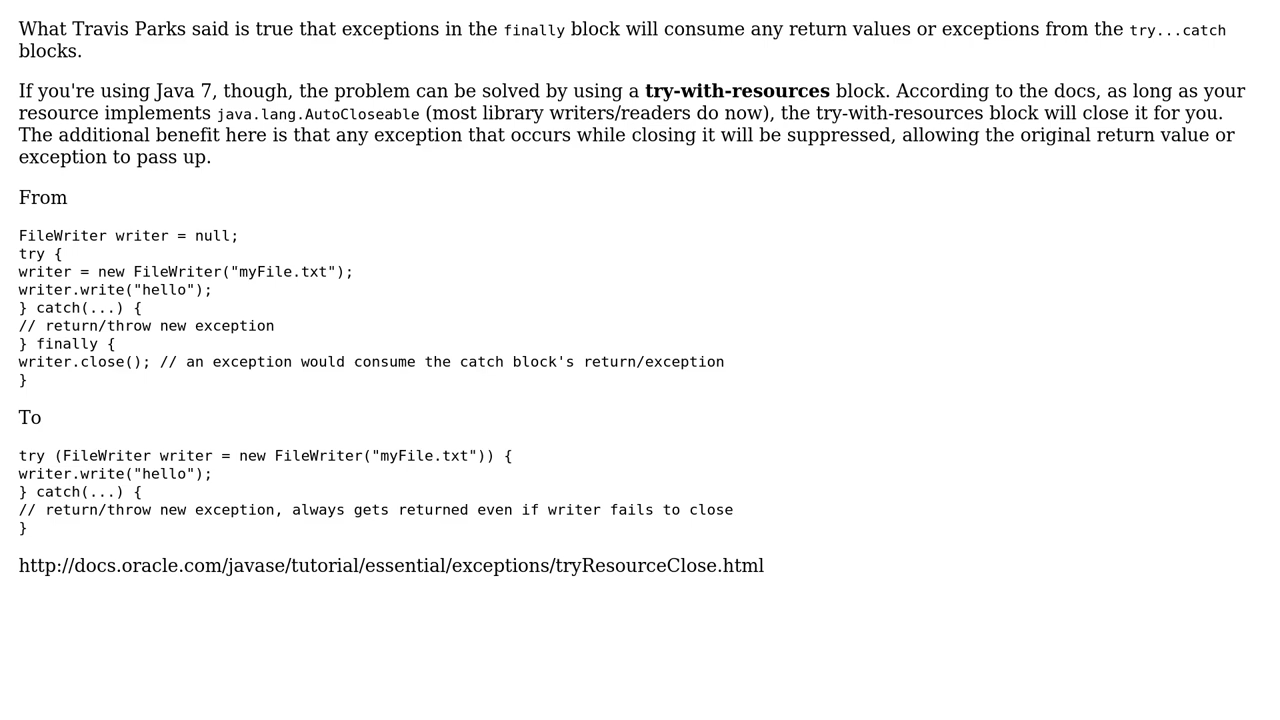 What Travis Parks said is true that exceptions in the finally block will consume any return values or exceptions from the try...catch
blocks.
If you're using Java 7, though, the problem can be solved by using a try-with-resources block. According to the docs, as long as your
resource implements java.lang.AutoCloseable (most library writers/readers do now), the try-with-resources block will close it for you.
The additional benefit here is that any exception that occurs while closing it will be suppressed, allowing the original return value or
exception to pass up.
From
FileWriter writer = null;
try {
writer = new FileWriter("myFile.txt");
writer.write("hello");
} catch(...) {
// return/throw new exception
} finally {
writer.close(); // an exception would consume the catch block's return/exception
}
To
try (FileWriter writer = new FileWriter("myFile.txt")) {
writer.write("hello");
} catch(...) {
// return/throw new exception, always gets returned even if writer fails to close
}
http://docs.oracle.com/javase/tutorial/essential/exceptions/tryResourceClose.html